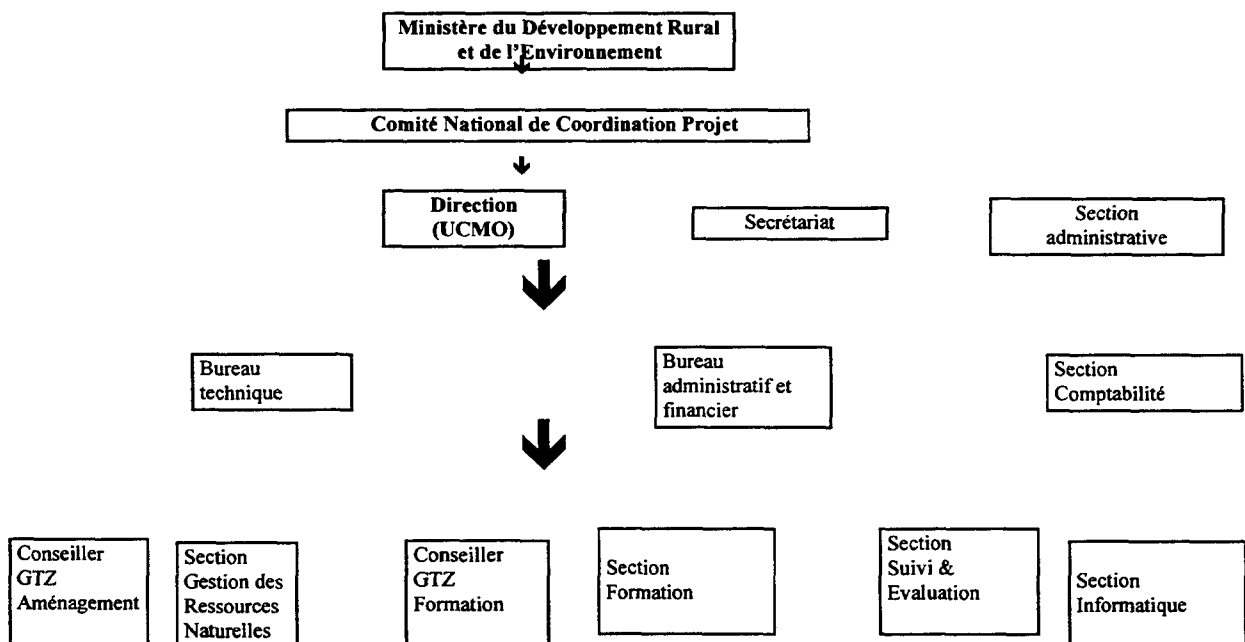 Ministère du Développement Rural
et de l'Environnement
Comité National de Coordination Projet
Direction
(UCMO)
Secrétariat
Section
administrative
Bureau
technique
Bureau
administratif et
financier
Section
Comptabilité
Conseiller
GTZ
Aménagement
Section
Gestion des
Ressources
Naturelles
Conseiller
GTZ
Formation
Section
Formation
Section
Suivi &
Evaluation
Section
Informatique